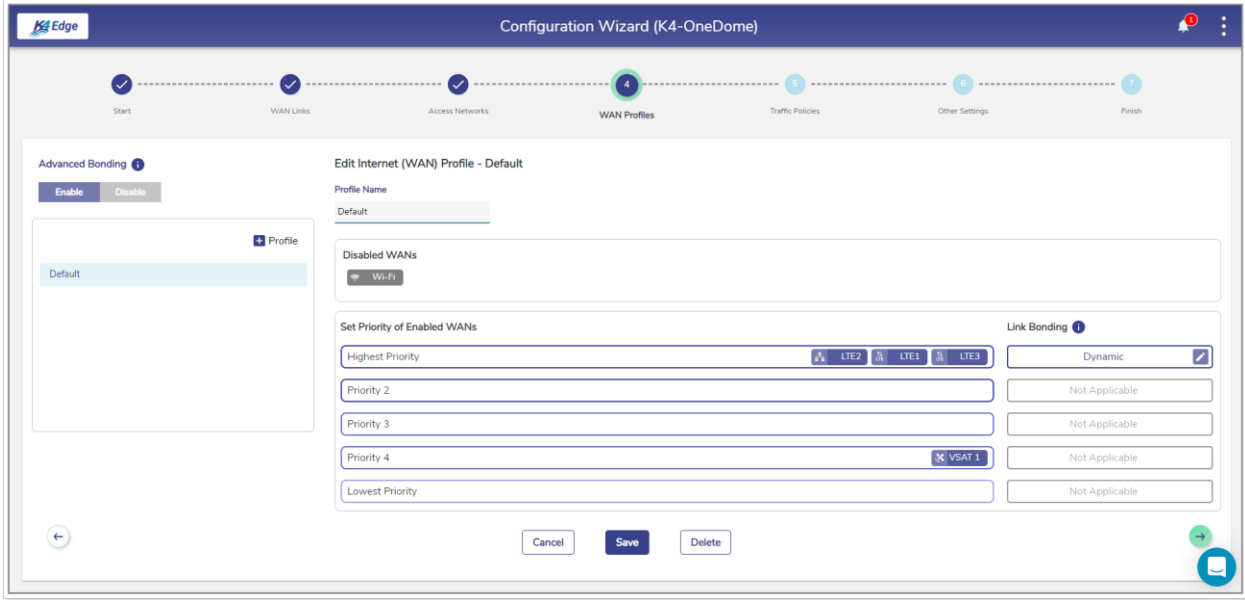 K4 Edge
Configuration Wizard (K4-OneDome)
1
4
5
6
7
Start
WAN Links
Access Networks
WAN Profiles
Traffic Policies
Other Settings
Finish
Advanced Bonding
Enable Disable
Profile
Default
Edit Internet (WAN) Profile - Default
Profile Name
Default
Disabled WANs
Wi-Fi
Set Priority of Enabled WANs
Link Bonding
Highest Priority LTE2 LTE1 LTE3 Dynamic
Priority 2 Not Applicable
Priority 3 Not Applicable
Priority 4 VSAT 1 Not Applicable
Lowest Priority Not Applicable
Cancel Save Delete